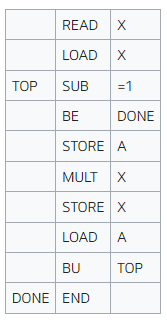 READ X
LOAD X
TOP SUB =1
BE DONE
STORE A
MULT X
STORE X
LOAD A
BU TOP
DONE END